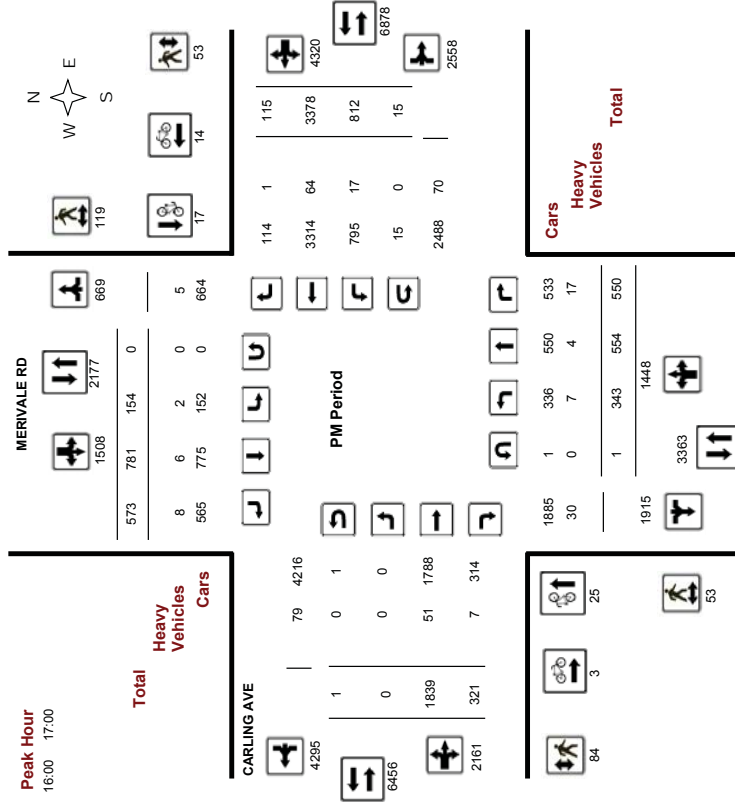 N
W E
S
Peak Hour
16:00 17:00
Total
Heavy
Vehicles
Cars
MERIVALE RD
1508
2177
669
573 781 154 0
8 6 2 0 5
565 775 152 0 664
119
53
17
14
CARLING AVE
4295
6456
2161
79 4216
1 0 1
0 0 0
1839 51 1788
321 7 314
PM Period
114 1 115
3314 64 3378
795 17 812
15 0 15
2488 70
4320
6878
2558
1885 1 336 550 533
30 0 7 4 17
1 343 554 550
1915
1448
3363
Cars
Heavy
Vehicles
Total
84
3
25
53